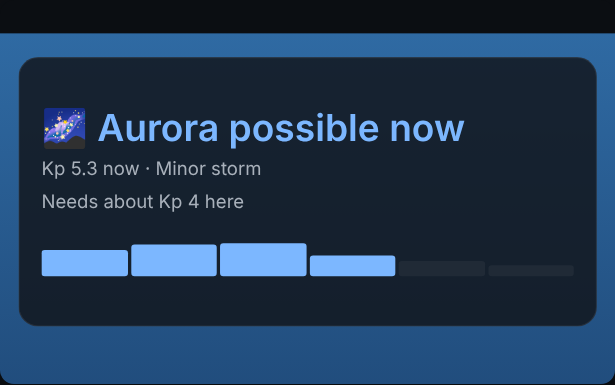 Aurora possible now
Kp 5.3 now · Minor storm
Needs about Kp 4 here